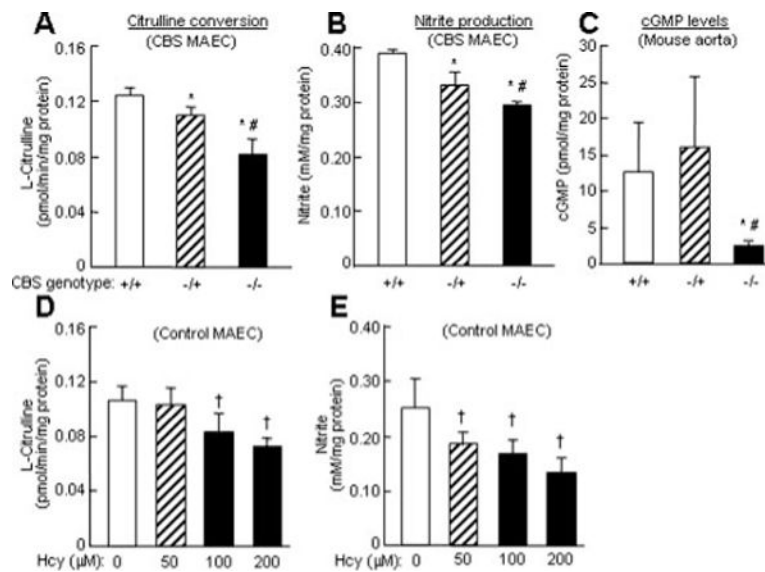 A
Citrulline conversion
(CBS MAEC)
L-Citrulline
(pmol/min/mg protein)
0.16
0.12
0.08
0.04
0
*
* #
CBS genotype: +/+ -/+ -/-
B
Nitrite production
(CBS MAEC)
Nitrite (mM/mg protein)
0.40
0.30
0.20
0.10
0
*
* #
+/+ -/+ -/-
C
cGMP levels
(Mouse aorta)
cGMP (pmol/mg protein)
30
25
20
15
10
5
0
* #
+/+ -/+ -/-
D
(Control MAEC)
L-Citrulline
(pmol/min/mg protein)
0.16
0.12
0.08
0.04
0
†
†
Hcy (µM): 0 50 100 200
E
(Control MAEC)
Nitrite
(mM/mg protein)
0.40
0.30
0.20
0.10
0
†
†
†
Hcy (µM): 0 50 100 200